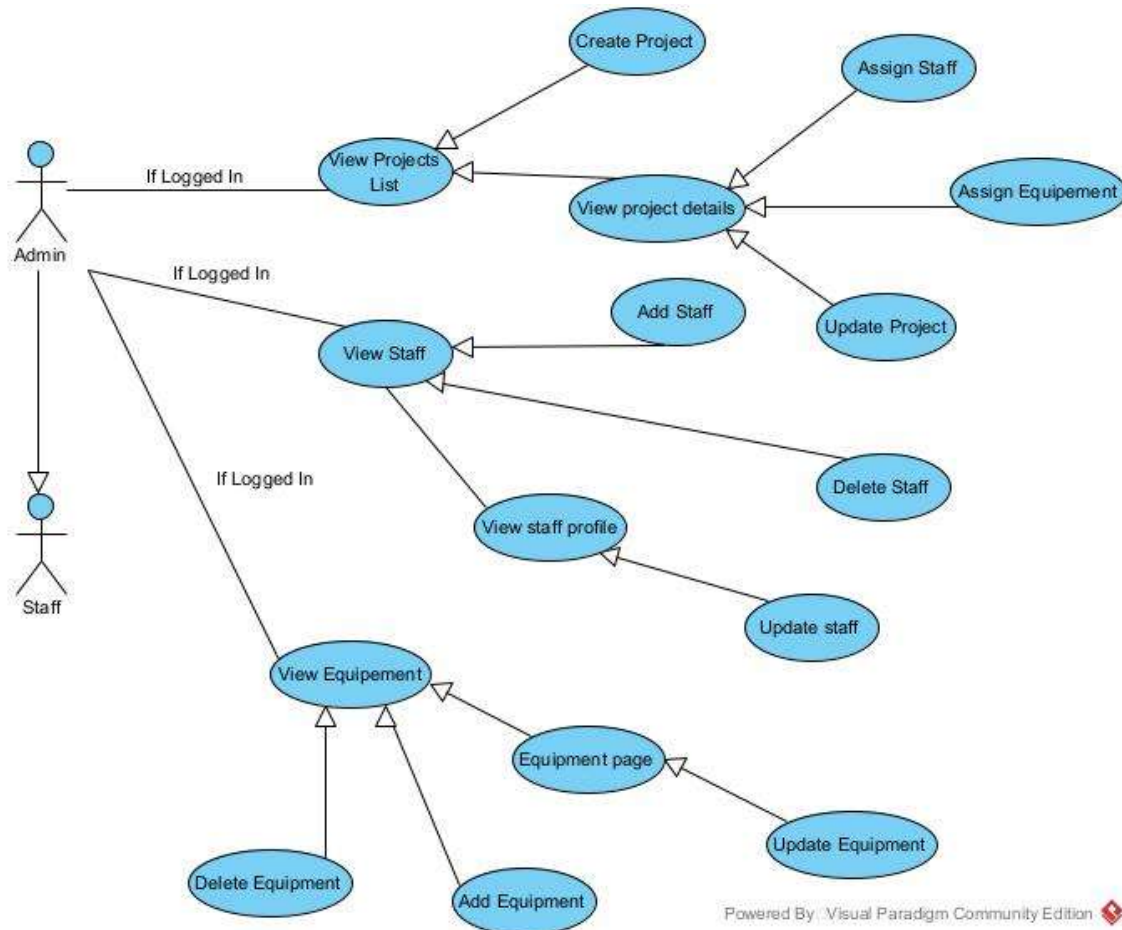 Create Project
Assign Staff
If Logged In
View Projects
List
Assign Equipement
View project details
Admin
If Logged In
Add Staff
Update Project
View Staff
If Logged In
Delete Staff
View staff profile
Staff
Update staff
View Equipement
Equipment page
Update Equipment
Delete Equipment
Add Equipment
Powered By Visual Paradigm Community Edition